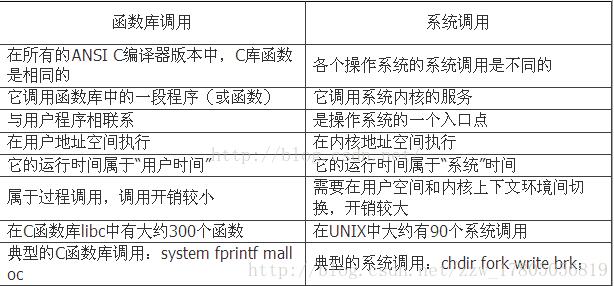 函数库调用 系统调用
在所有的ANSI C编译器版本中，C库函数
是相同的
各个操作系统的系统调用是不同的
它调用函数库中的一段程序（或函数） 它调用系统内核的服务
与用户程序相联系 是操作系统的一个入口点
在用户地址空间执行 在内核地址空间执行
它的运行时间属于“用户时间” 它的运行时间属于“系统”时间
属于过程调用，调用开销较小
需要在用户空间和内核上下文环境间切
换，开销较大
在C函数库libc中有大约300个函数 在UNIX中大约有90个系统调用
典型的C函数库调用：system fprintf mall
oc
典型的系统调用：chdir fork write brk；